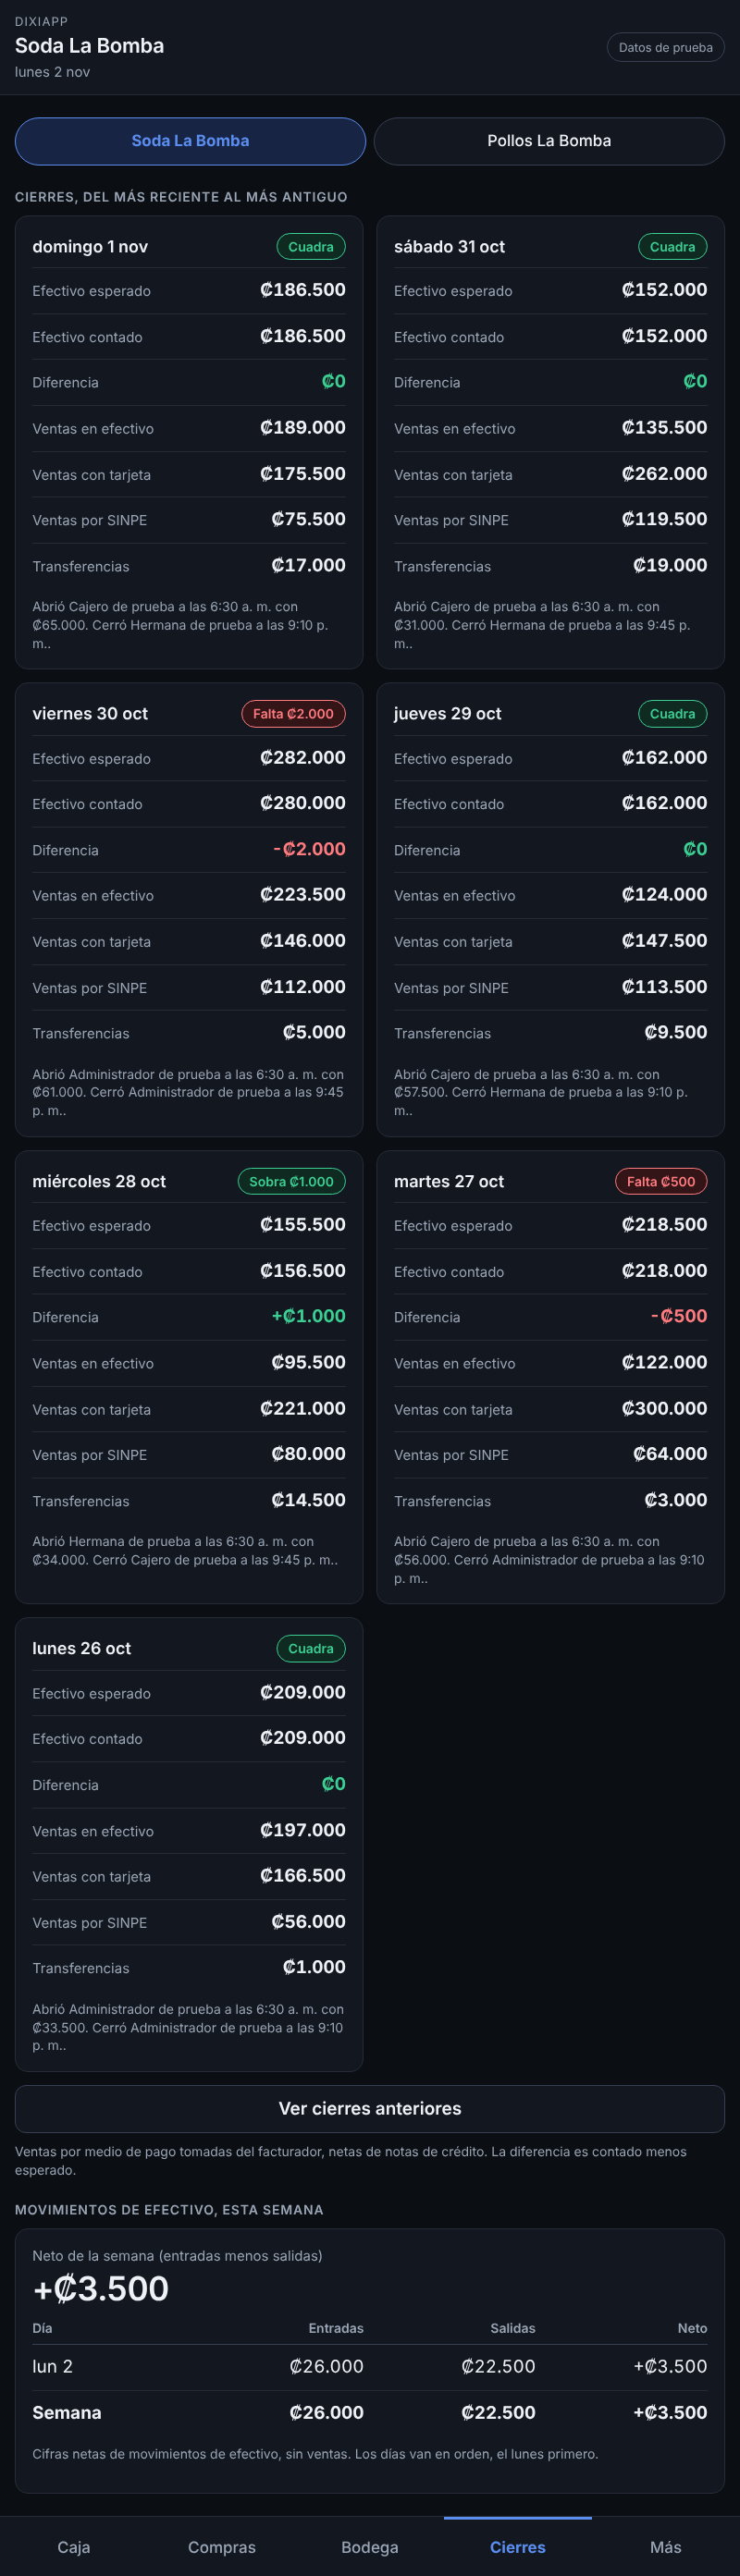 DIXIAPP
Soda La Bomba
lunes 2 nov
Datos de prueba
Soda La Bomba
Pollos La Bomba
CIERRES, DEL MÁS RECIENTE AL MÁS ANTIGUO
domingo 1 nov
Cuadra
Efectivo esperado ₡186.500
Efectivo contado ₡186.500
Diferencia ₡0
Ventas en efectivo ₡189.000
Ventas con tarjeta ₡175.500
Ventas por SINPE ₡75.500
Transferencias ₡17.000
Abrió Cajero de prueba a las 6:30 a. m. con
₡65.000. Cerró Hermana de prueba a las 9:10 p.
m..
sábado 31 oct
Cuadra
Efectivo esperado ₡152.000
Efectivo contado ₡152.000
Diferencia ₡0
Ventas en efectivo ₡135.500
Ventas con tarjeta ₡262.000
Ventas por SINPE ₡119.500
Transferencias ₡19.000
Abrió Cajero de prueba a las 6:30 a. m. con
₡31.000. Cerró Hermana de prueba a las 9:45 p.
m..
viernes 30 oct
Falta ₡2.000
Efectivo esperado ₡282.000
Efectivo contado ₡280.000
Diferencia -₡2.000
Ventas en efectivo ₡223.500
Ventas con tarjeta ₡146.000
Ventas por SINPE ₡112.000
Transferencias ₡5.000
Abrió Administrador de prueba a las 6:30 a. m. con
₡61.000. Cerró Administrador de prueba a las 9:45
p. m..
jueves 29 oct
Cuadra
Efectivo esperado ₡162.000
Efectivo contado ₡162.000
Diferencia ₡0
Ventas en efectivo ₡124.000
Ventas con tarjeta ₡147.500
Ventas por SINPE ₡113.500
Transferencias ₡9.500
Abrió Cajero de prueba a las 6:30 a. m. con
₡57.500. Cerró Hermana de prueba a las 9:10 p.
m..
miércoles 28 oct
Sobra ₡1.000
Efectivo esperado ₡155.500
Efectivo contado ₡156.500
Diferencia +₡1.000
Ventas en efectivo ₡95.500
Ventas con tarjeta ₡221.000
Ventas por SINPE ₡80.000
Transferencias ₡14.500
Abrió Hermana de prueba a las 6:30 a. m. con
₡34.000. Cerró Cajero de prueba a las 9:45 p. m..
martes 27 oct
Falta ₡500
Efectivo esperado ₡218.500
Efectivo contado ₡218.000
Diferencia -₡500
Ventas en efectivo ₡122.000
Ventas con tarjeta ₡300.000
Ventas por SINPE ₡64.000
Transferencias ₡3.000
Abrió Cajero de prueba a las 6:30 a. m. con
₡56.000. Cerró Administrador de prueba a las 9:10
p. m..
lunes 26 oct
Cuadra
Efectivo esperado ₡209.000
Efectivo contado ₡209.000
Diferencia ₡0
Ventas en efectivo ₡197.000
Ventas con tarjeta ₡166.500
Ventas por SINPE ₡56.000
Transferencias ₡1.000
Abrió Administrador de prueba a las 6:30 a. m. con
₡33.500. Cerró Administrador de prueba a las 9:10
p. m..
Ver cierres anteriores
Ventas por medio de pago tomadas del facturador, netas de notas de crédito. La diferencia es contado menos
esperado.
MOVIMIENTOS DE EFECTIVO, ESTA SEMANA
Neto de la semana (entradas menos salidas)
+₡3.500
Día Entradas Salidas Neto
lun 2 ₡26.000 ₡22.500 +₡3.500
Semana ₡26.000 ₡22.500 +₡3.500
Cifras netas de movimientos de efectivo, sin ventas. Los días van en orden, el lunes primero.
Caja Compras Bodega Cierres Más